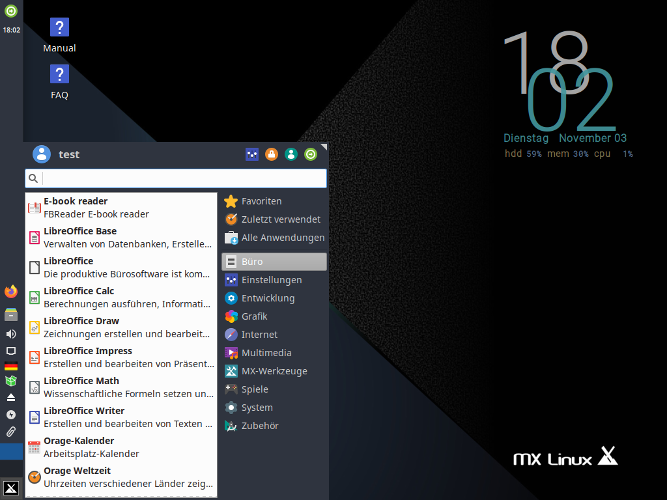 18:02
Manual
FAQ
18
02
Dienstag November 03
hdd 59% mem 30% cpu 1%
test
E-book reader
FBReader E-book reader
LibreOffice Base
Verwalten von Datenbanken, Erstelle...
LibreOffice
Die produktive Bürosoftware ist kom...
LibreOffice Calc
Berechnungen ausführen, Informati...
LibreOffice Draw
Zeichnungen erstellen und bearbeit...
LibreOffice Impress
Erstellen und bearbeiten von Präsent...
LibreOffice Math
Wissenschaftliche Formeln setzen un...
LibreOffice Writer
Erstellen und bearbeiten von Texten ...
Orage-Kalender
Arbeitsplatz-Kalender
Orage Weltzeit
Uhrzeiten verschiedener Länder zeig...
Favoriten
Zuletzt verwendet
Alle Anwendungen
Büro
Einstellungen
Entwicklung
Grafik
Internet
Multimedia
MX-Werkzeuge
Spiele
System
Zubehör
MX Linux